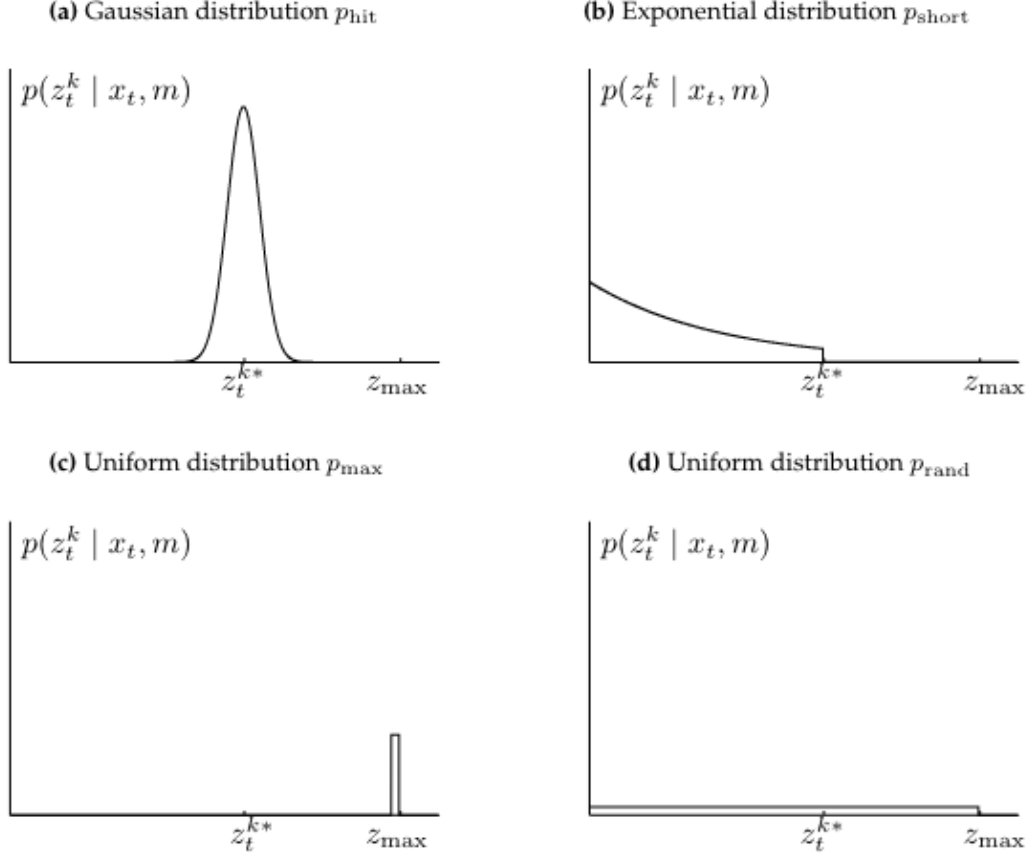 (a) Gaussian distribution p_hit
(b) Exponential distribution p_short
p(z_t^k | x_t, m)
p(z_t^k | x_t, m)
z_t^{k*} z_max
z_t^{k*} z_max
(c) Uniform distribution p_max
(d) Uniform distribution p_rand
p(z_t^k | x_t, m)
p(z_t^k | x_t, m)
z_t^{k*} z_max
z_t^{k*} z_max